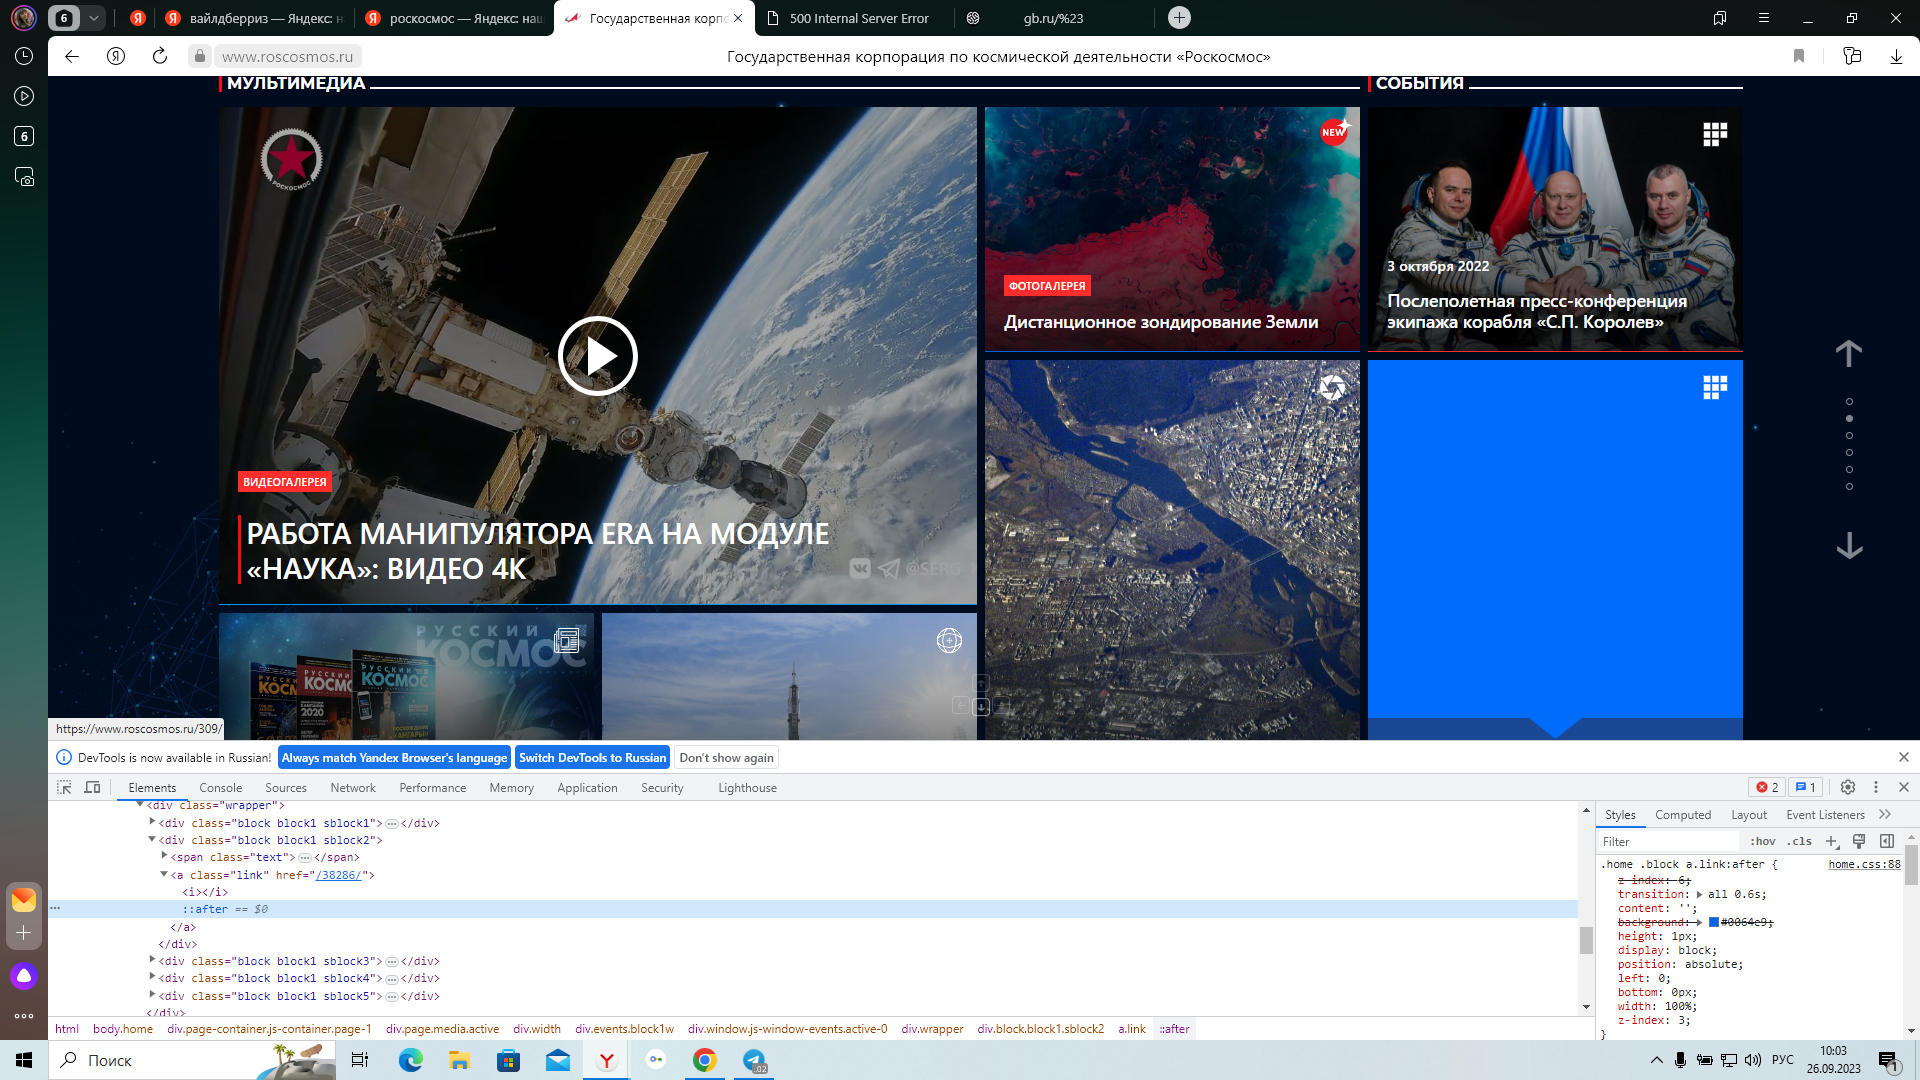 6
вайлдберриз — Яндекс: н
роскосмос — Яндекс: наш
Государственная корпо
500 Internal Server Error
gb.ru/%23
www.roscosmos.ru
Государственная корпорация по космической деятельности «Роскосмос»
6
МУЛЬТИМЕДИА
СОБЫТИЯ
РОСКОСМОС
NEW
ФОТОГАЛЕРЕЯ
Дистанционное зондирование Земли
3 октября 2022
Послеполетная пресс-конференция
экипажа корабля «С.П. Королев»
ВИДЕОГАЛЕРЕЯ
РАБОТА МАНИПУЛЯТОРА ERA НА МОДУЛЕ
«НАУКА»: ВИДЕО 4К
@SERG
РУССКИЙ
КОСМОС
РУССКИЙ
КОСМОС
https://www.roscosmos.ru/309/
DevTools is now available in Russian!
Always match Yandex Browser's language
Switch DevTools to Russian
Don't show again
Elements
Console
Sources
Network
Performance
Memory
Application
Security
Lighthouse
2
1
<div class="wrapper">
<div class="block block1 sblock1">…</div>
<div class="block block1 sblock2">
<span class="text">…</span>
<a class="link" href="/38286/">
<i></i>
::after == $0
</a>
</div>
<div class="block block1 sblock3">…</div>
<div class="block block1 sblock4">…</div>
<div class="block block1 sblock5">…</div>
</div>
html body.home div.page-container.js-container.page-1 div.page.media.active div.width div.events.block1w div.window.js-window-events.active-0 div.wrapper div.block.block1.sblock2 a.link ::after
Styles
Computed
Layout
Event Listeners
Filter
:hov
.cls
.home .block a.link:after {
home.css:88
z-index: 6;
transition: all 0.6s;
content: '';
background: #0064e9;
height: 1px;
display: block;
position: absolute;
left: 0;
bottom: 0px;
width: 100%;
z-index: 3;
}
Поиск
.02
РУС
10:03
26.09.2023
1